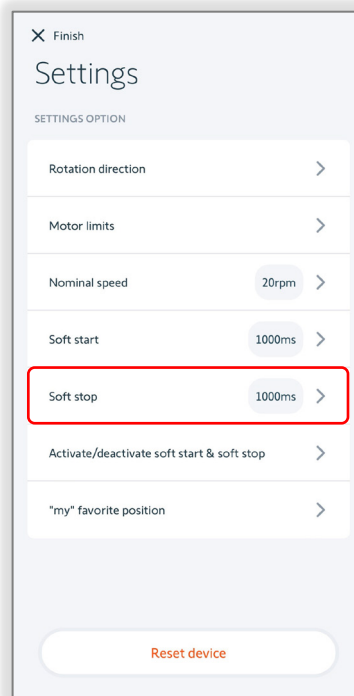 Finish
Settings
SETTINGS OPTION
Rotation direction
Motor limits
Nominal speed 20rpm
Soft start 1000ms
Soft stop 1000ms
Activate/deactivate soft start & soft stop
"my" favorite position
Reset device